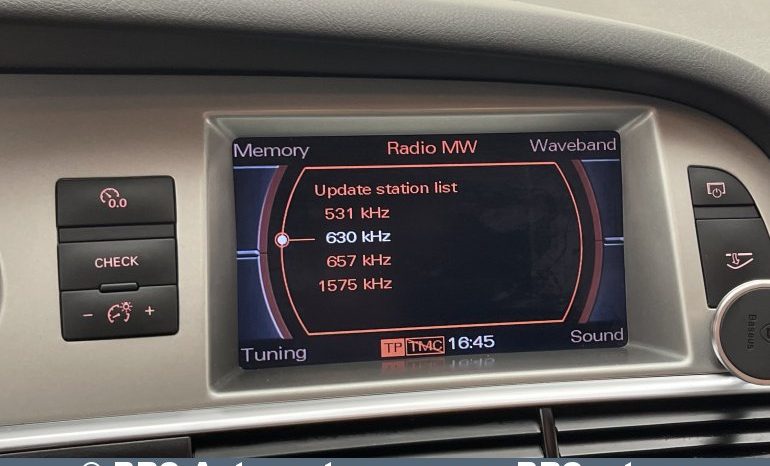 Memory Radio MW Waveband
Update station list
531 kHz
630 kHz
657 kHz
1575 kHz
Tuning TP TMC 16:45 Sound
0.0
CHECK
− +
Baseus